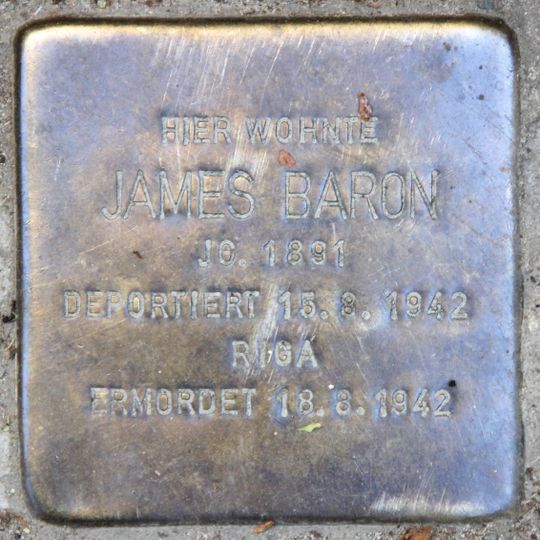 HIER WOHNTE
JAMES BARON
JG. 1891
DEPORTIERT 15.8.1942
RIGA
ERMORDET 18.8.1942